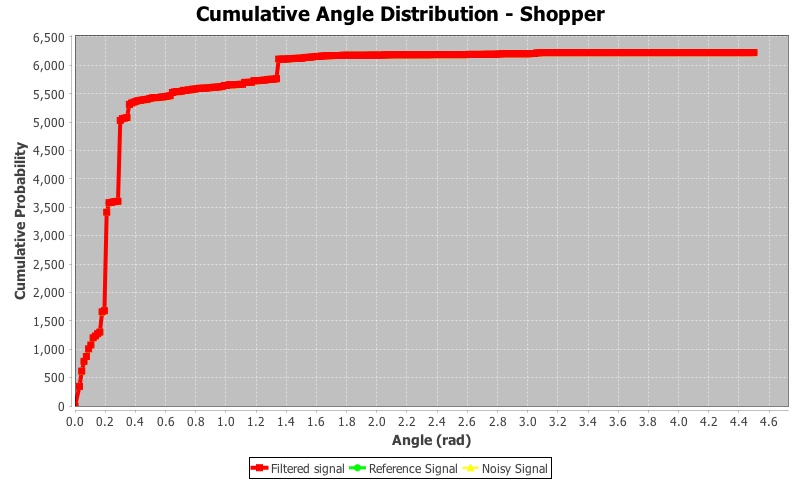 Cumulative Angle Distribution - Shopper
6,500
6,000
5,500
5,000
4,500
4,000
3,500
3,000
2,500
2,000
1,500
1,000
500
0
Cumulative Probability
0.0 0.2 0.4 0.6 0.8 1.0 1.2 1.4 1.6 1.8 2.0 2.2 2.4 2.6 2.8 3.0 3.2 3.4 3.6 3.8 4.0 4.2 4.4 4.6
Angle (rad)
Filtered signal Reference Signal Noisy Signal